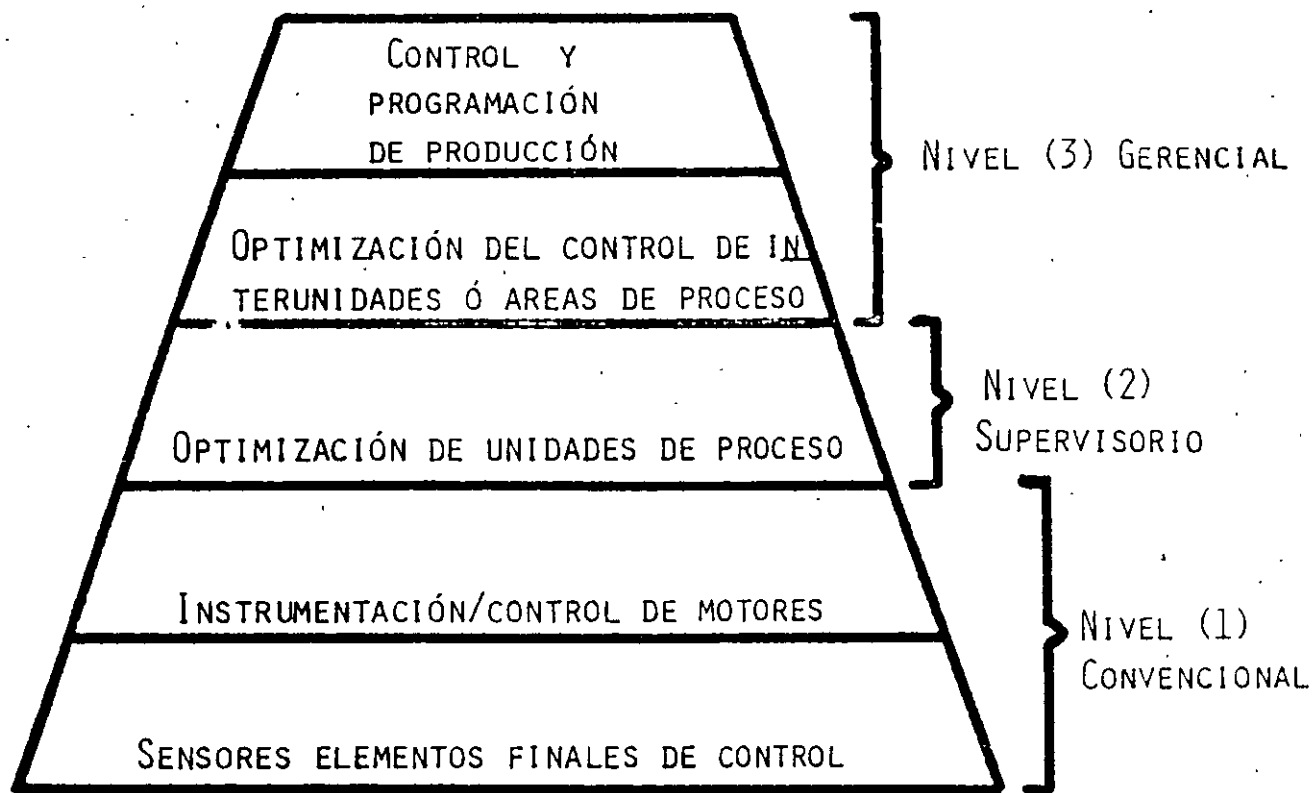 CONTROL Y
PROGRAMACIÓN
DE PRODUCCIÓN
NIVEL (3) GERENCIAL
OPTIMIZACIÓN DEL CONTROL DE IN
TERUNIDADES Ó AREAS DE PROCESO
NIVEL (2)
SUPERVISORIO
OPTIMIZACIÓN DE UNIDADES DE PROCESO
INSTRUMENTACIÓN/CONTROL DE MOTORES
NIVEL (1)
CONVENCIONAL
SENSORES ELEMENTOS FINALES DE CONTROL